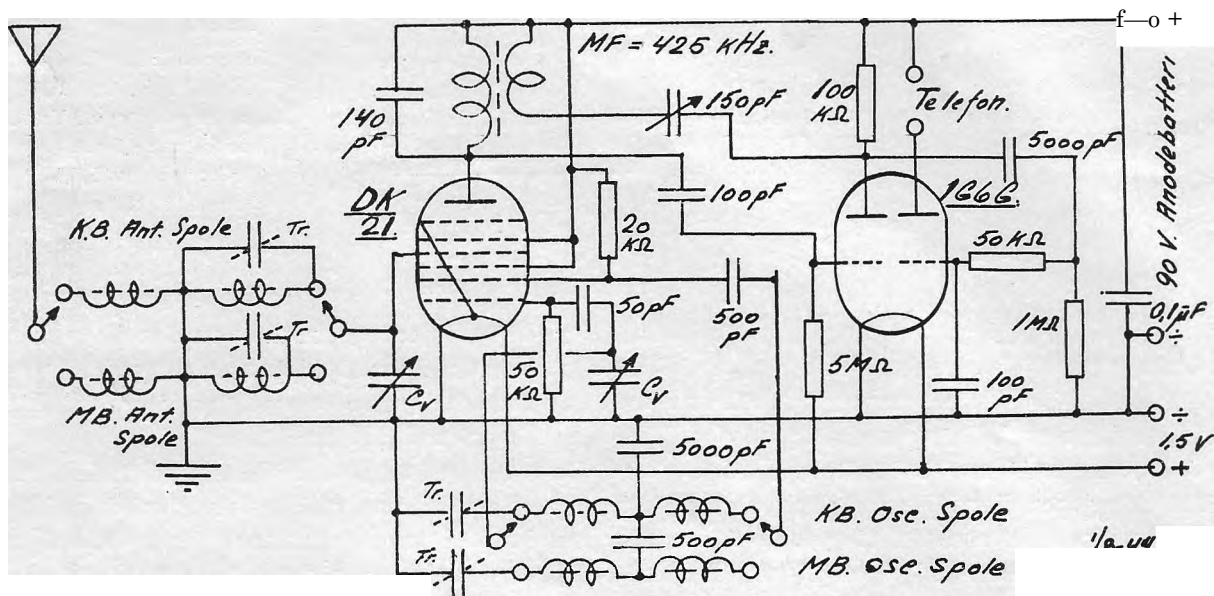 f—o +
MF = 425 KHz.
140
pF
150pF
100
KΩ
Telefon.
5000pF
90 V. Anodebatteri
DK
21.
100pF
1G6G.
K.B. Ant. Spole
Tr.
20
KΩ
50KΩ
50pF
500
pF
0,1µF
÷
Tr
1MΩ
5MΩ
50
KΩ
Cv
Cv
100
pF
MB. Ant.
Spole
÷
1.5V
+
5000pF
Tr.
KB. Osc. Spole
500pF
Tr.
MB. Osc. Spole